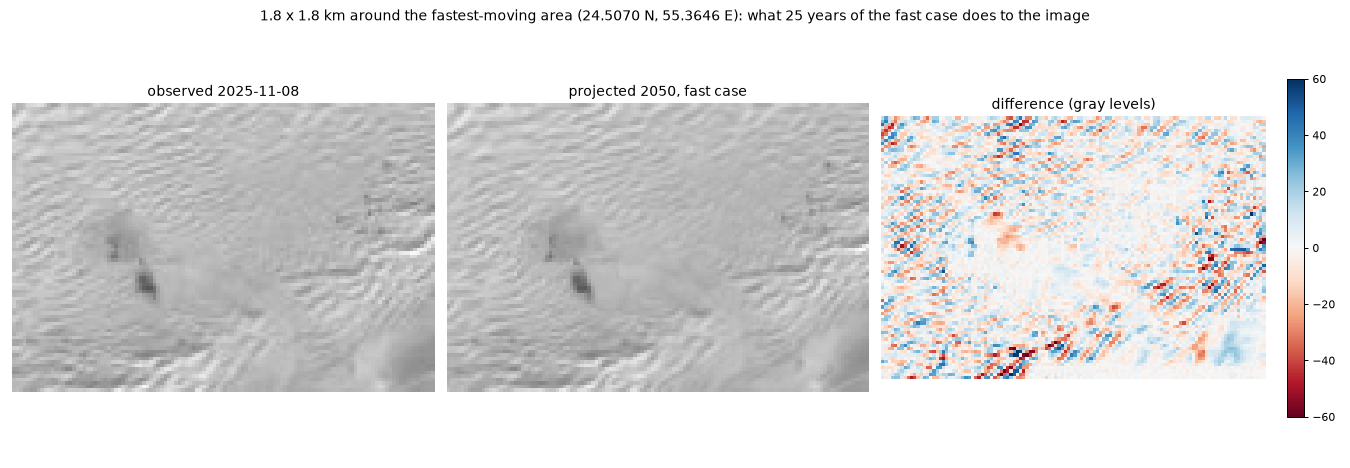 1.8 x 1.8 km around the fastest-moving area (24.5070 N, 55.3646 E): what 25 years of the fast case does to the image
observed 2025-11-08
projected 2050, fast case
difference (gray levels)
60
40
20
0
−20
−40
−60